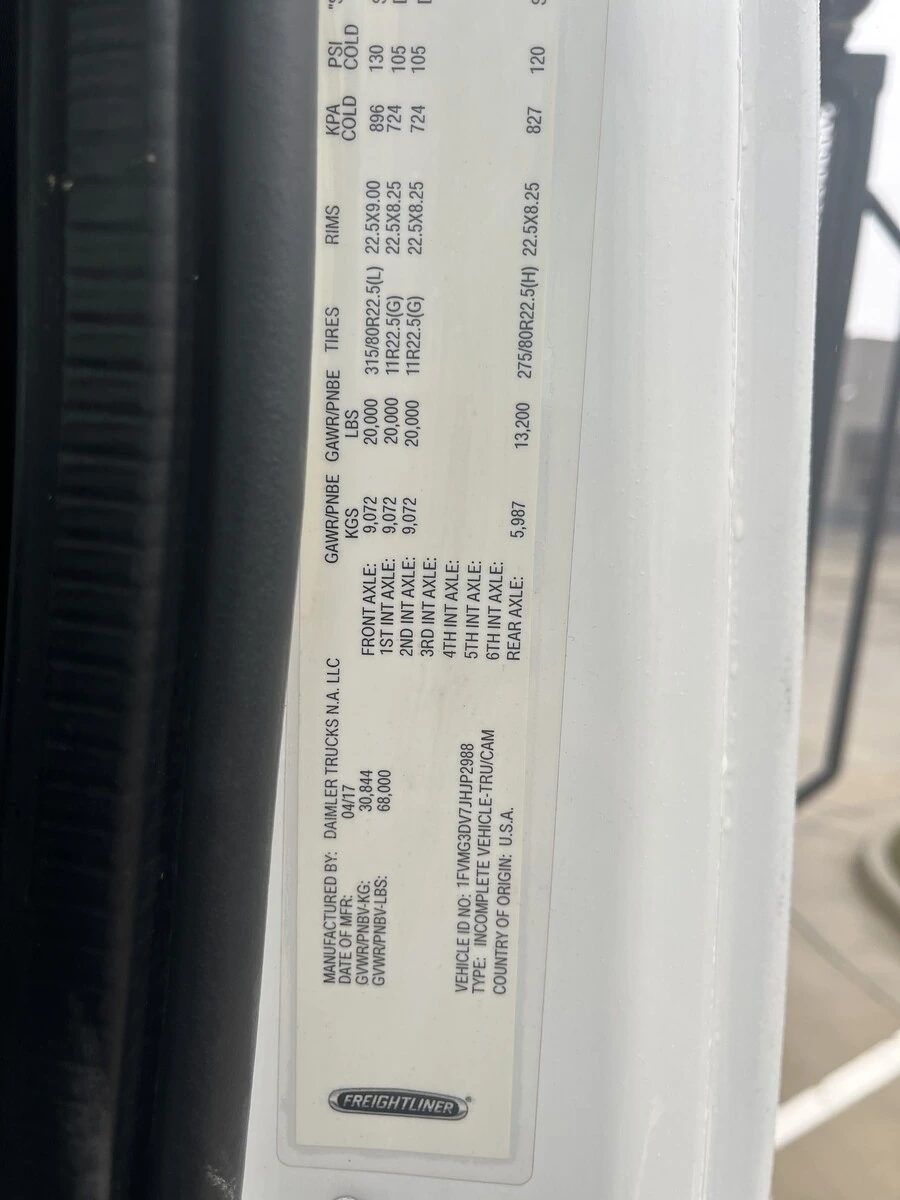 MANUFACTURED BY: DAIMLER TRUCKS N.A. LLC
DATE OF MFR: 04/17
GVWR/PNBV-KG: 30,844
GVWR/PNBV-LBS: 68,000
VEHICLE ID NO: 1FVMG3DV7JHJP2988
TYPE: INCOMPLETE VEHICLE-TRU/CAM
COUNTRY OF ORIGIN: U.S.A.
GAWR/PNBE GAWR/PNBE TIRES RIMS KPA PSI
KGS LBS COLD COLD
FRONT AXLE: 9,072 20,000 315/80R22.5(L) 22.5X9.00 896 130
1ST INT AXLE: 9,072 20,000 11R22.5(G) 22.5X8.25 724 105
2ND INT AXLE: 9,072 20,000 11R22.5(G) 22.5X8.25 724 105
3RD INT AXLE:
4TH INT AXLE:
5TH INT AXLE:
6TH INT AXLE:
REAR AXLE: 5,987 13,200 275/80R22.5(H) 22.5X8.25 827 120
FREIGHTLINER®